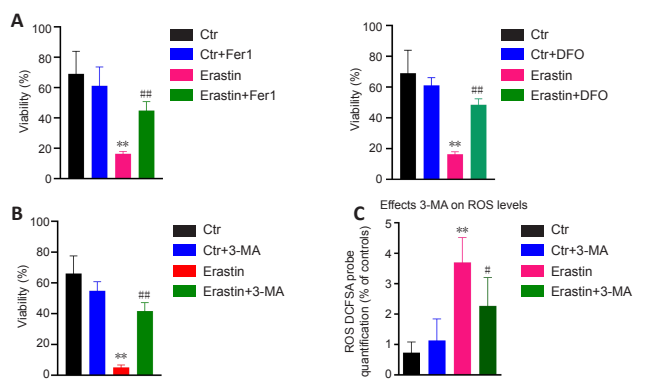 A
100
80
60
40
20
0
Viability (%)
**
##
Ctr
Ctr+Fer1
Erastin
Erastin+Fer1
100
80
60
40
20
0
Viability (%)
**
##
Ctr
Ctr+DFO
Erastin
Erastin+DFO
B
100
80
60
40
20
0
Viability (%)
**
##
Ctr
Ctr+3-MA
Erastin
Erastin+3-MA
C
Effects 3-MA on ROS levels
5
4
3
2
1
0
ROS DCFSA probe
quantification (% of controls)
**
#
Ctr
Ctr+3-MA
Erastin
Erastin+3-MA